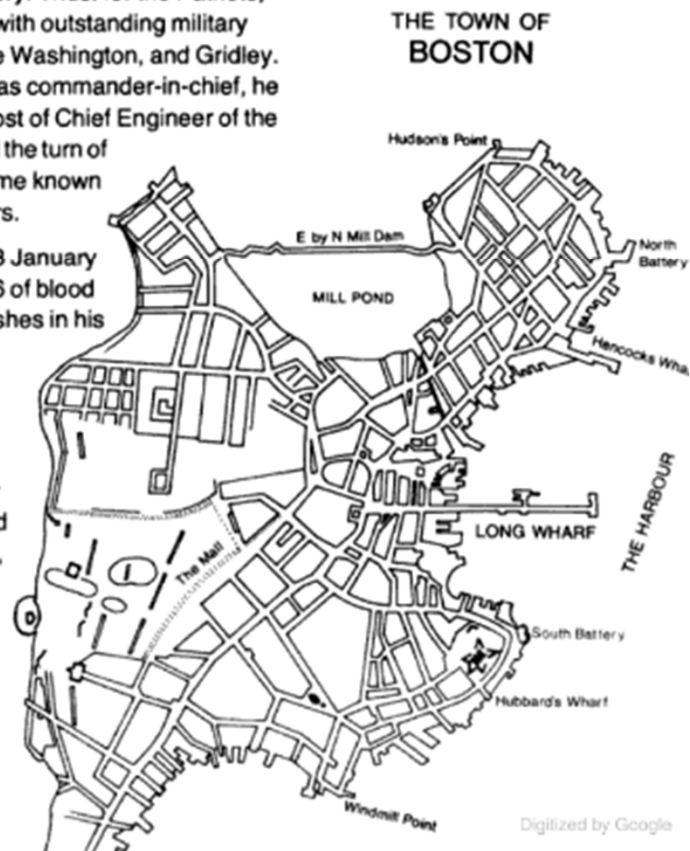 with outstanding military
Washington, and Gridley.
as commander-in-chief, he
ost of Chief Engineer of the
the turn of
me known
rs.
January
6 of blood
shes in his
THE TOWN OF
BOSTON
Hudson's Point
E by N Mill Dam
North
Battery
MILL POND
Hancocks Wha
THE HARBOUR
LONG WHARF
The Mall
D
South Battery
Hubbard's Wharf
Windmill Point
Digitized by Google